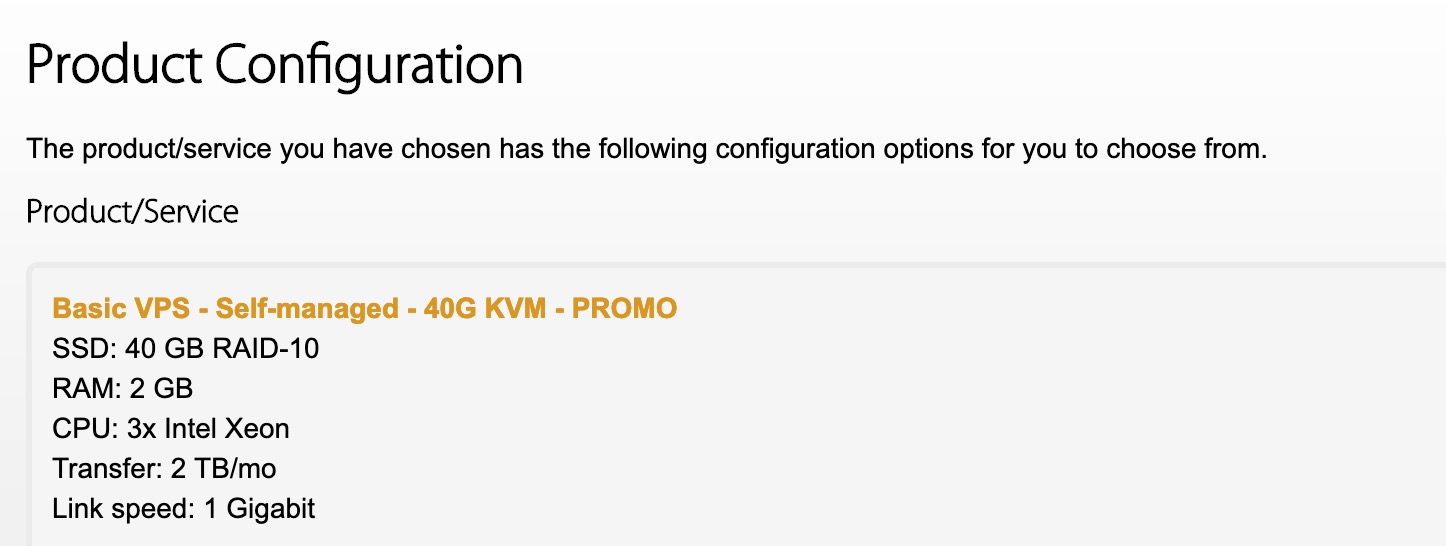 Product Configuration
The product/service you have chosen has the following configuration options for you to choose from.
Product/Service
Basic VPS - Self-managed - 40G KVM - PROMO
SSD: 40 GB RAID-10
RAM: 2 GB
CPU: 3x Intel Xeon
Transfer: 2 TB/mo
Link speed: 1 Gigabit